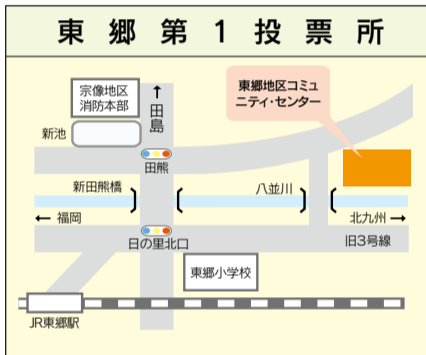 東郷第1投票所
宗像地区
消防本部
↑
田島
東郷地区コミュ
ニティ・センター
新池
田熊
新田熊橋
八並川
← 福岡
北九州 →
日の里北口
旧3号線
東郷小学校
JR東郷駅